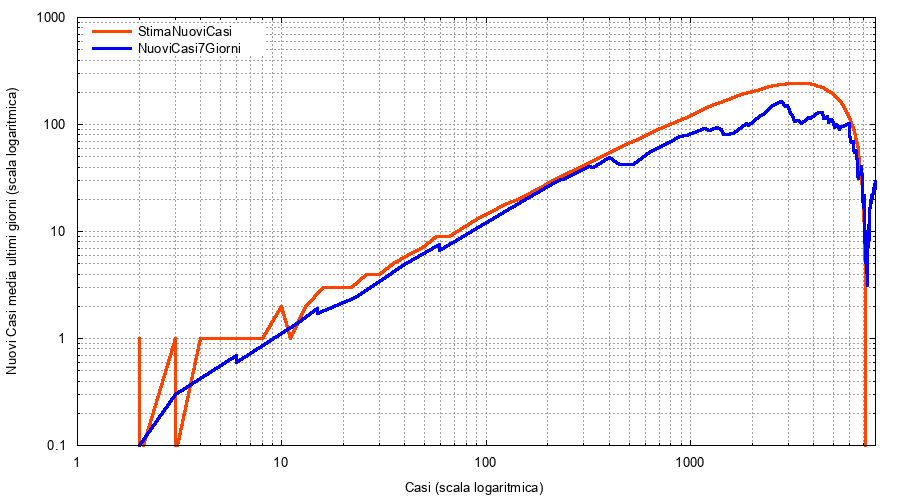 1000
StimaNuoviCasi
NuoviCasi7Giorni
100
10
1
0.1
1 10 100 1000
Nuovi Casi media ultimi giorni (scala logaritmica)
Casi (scala logaritmica)